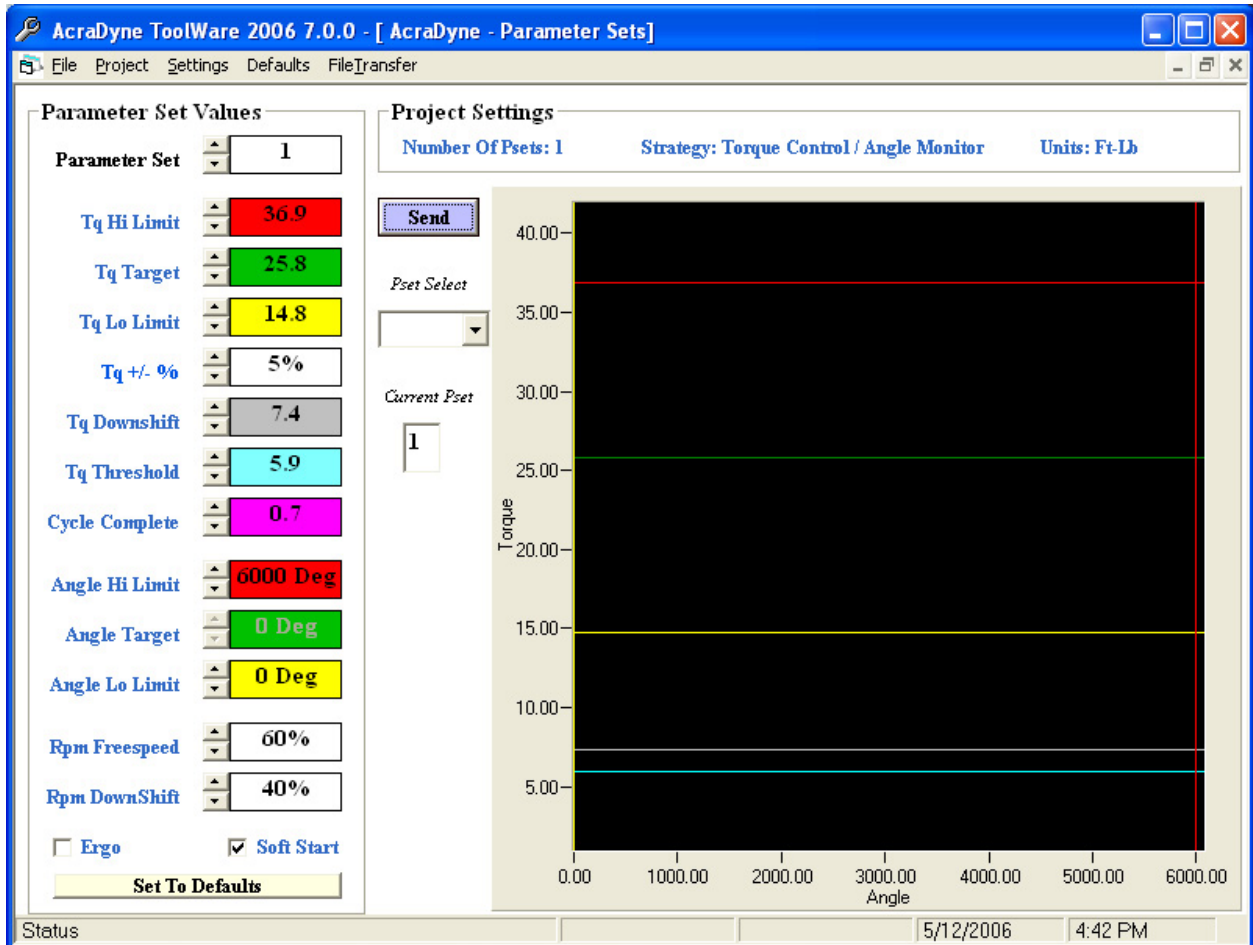 AcraDyne ToolWare 2006 7.0.0 - [ AcraDyne - Parameter Sets]
File Project Settings Defaults FileTransfer
Parameter Set Values
Parameter Set 1
Tq Hi Limit 36.9
Tq Target 25.8
Tq Lo Limit 14.8
Tq +/- % 5%
Tq Downshift 7.4
Tq Threshold 5.9
Cycle Complete 0.7
Angle Hi Limit 6000 Deg
Angle Target 0 Deg
Angle Lo Limit 0 Deg
Rpm Freespeed 60%
Rpm DownShift 40%
Ergo Soft Start
Set To Defaults
Project Settings
Number Of Psets: 1 Strategy: Torque Control / Angle Monitor Units: Ft-Lb
Send
Pset Select
Current Pset
1
40.00
35.00
30.00
25.00
20.00
15.00
10.00
5.00
Torque
0.00 1000.00 2000.00 3000.00 4000.00 5000.00 6000.00
Angle
Status 5/12/2006 4:42 PM